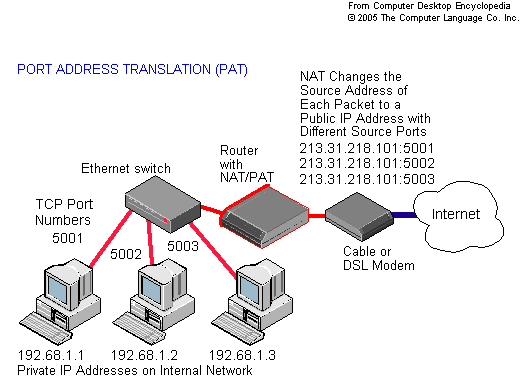 From Computer Desktop Encyclopedia
© 2005 The Computer Language Co. Inc.
PORT ADDRESS TRANSLATION (PAT)
NAT Changes the
Source Address of
Each Packet to a
Public IP Address with
Different Source Ports
213.31.218.101:5001
213.31.218.101:5002
213.31.218.101:5003
Router
with
NAT/PAT
Ethernet switch
TCP Port
Numbers
5001
5002
5003
Internet
Cable or
DSL Modem
192.68.1.1
192.68.1.2
192.68.1.3
Private IP Addresses on Internal Network